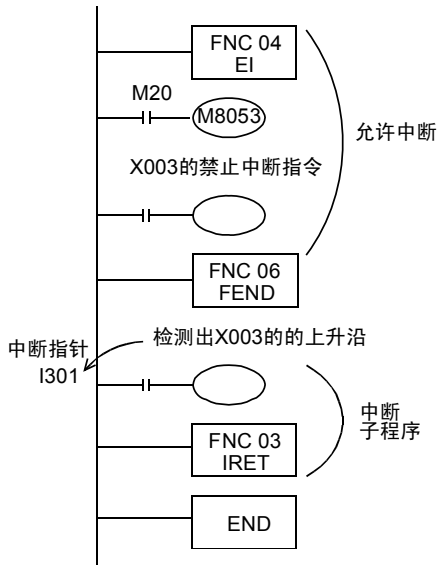 FNC 04
EI
M20
M8053
允许中断
X003的禁止中断指令
FNC 06
FEND
检测出X003的的上升沿
中断指针
I301
中断
子程序
FNC 03
IRET
END